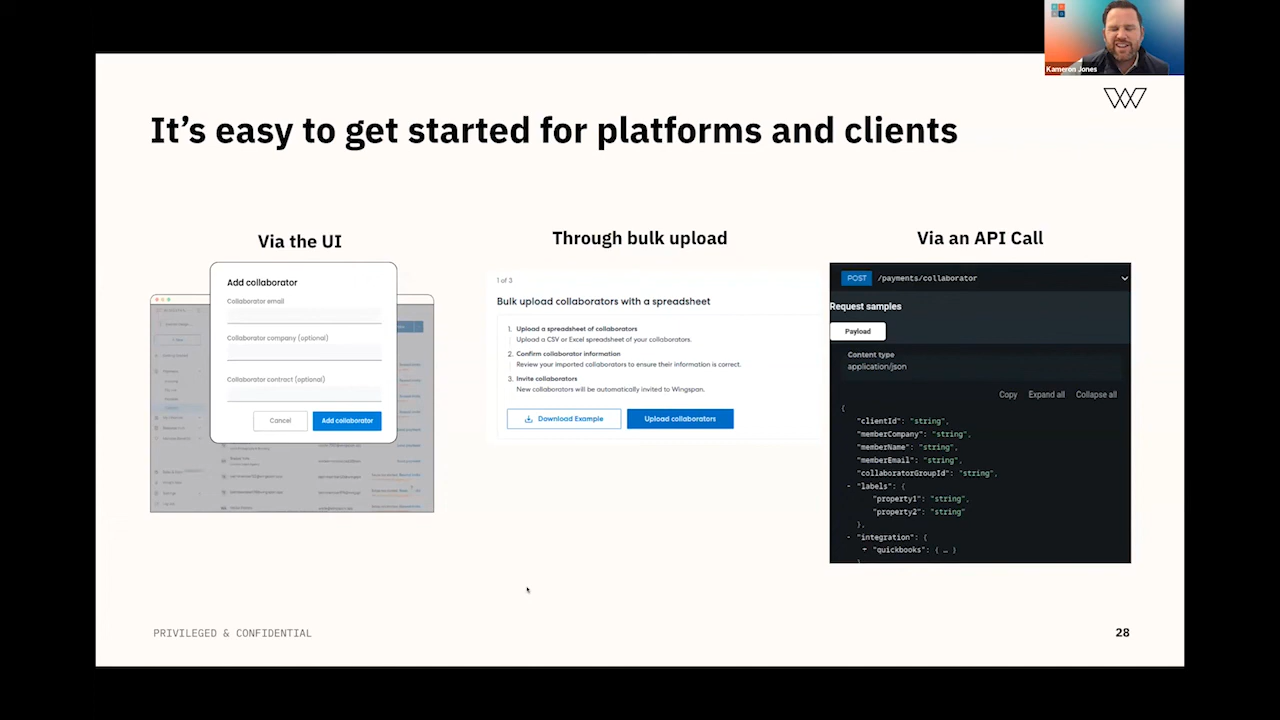 Kameron Jones
It's easy to get started for platforms and clients
Via the UI
Add collaborator
Collaborator email
Collaborator company (optional)
Collaborator contract (optional)
Cancel
Add collaborator
Through bulk upload
1 of 3
Bulk upload collaborators with a spreadsheet
1. Upload a spreadsheet of collaborators
Upload a CSV or Excel spreadsheet of your collaborators.
2. Confirm collaborator information
Review your imported collaborators to ensure their information is correct.
3. Invite collaborators
New collaborators will be automatically invited to Wingspan.
Download Example
Upload collaborators
Via an API Call
POST /payments/collaborator
Request samples
Payload
Content type
application/json
Copy Expand all Collapse all
{
"clientId": "string",
"memberCompany": "string",
"memberName": "string",
"memberEmail": "string",
"collaboratorGroupId": "string",
- "labels": {
"property1": "string",
"property2": "string"
},
- "integration": {
+ "quickbooks": { … }
}
PRIVILEGED & CONFIDENTIAL
28